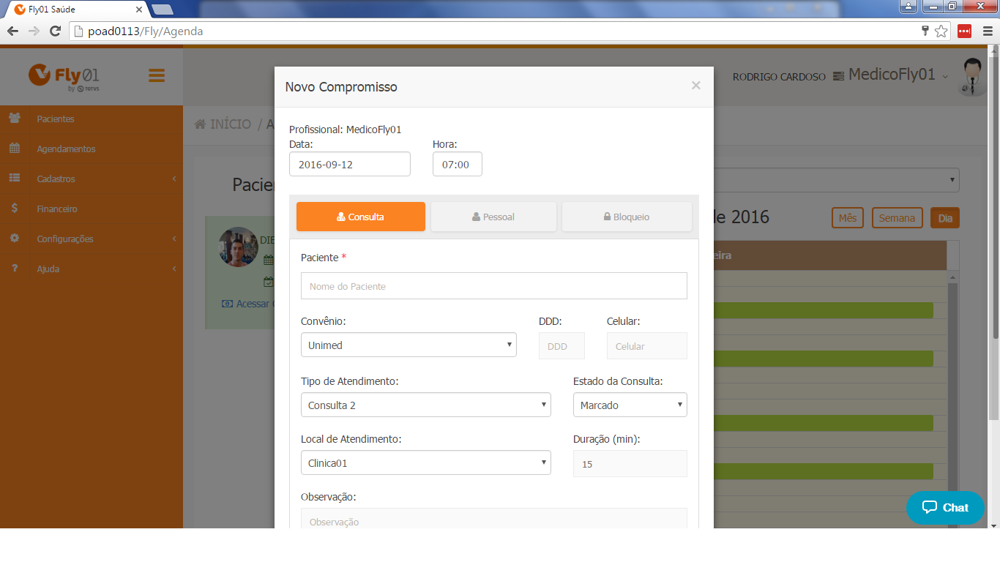 Fly01 Saúde
poad0113/Fly/Agenda
Fly01
by TOTVS
RODRIGO CARDOSO MedicoFly01
Pacientes
Agendamentos
Cadastros
Financeiro
Configurações
Ajuda
INÍCIO / A
Pacie
DIE
Acessar
de 2016
Mês
Semana
Dia
eira
Novo Compromisso
×
Profissional: MedicoFly01
Data: Hora:
2016-09-12 07:00
Consulta Pessoal Bloqueio
Paciente *
Nome do Paciente
Convênio: DDD: Celular:
Unimed DDD Celular
Tipo de Atendimento: Estado da Consulta:
Consulta 2 Marcado
Local de Atendimento: Duração (min):
Clinica01 15
Observação:
Observação
Chat